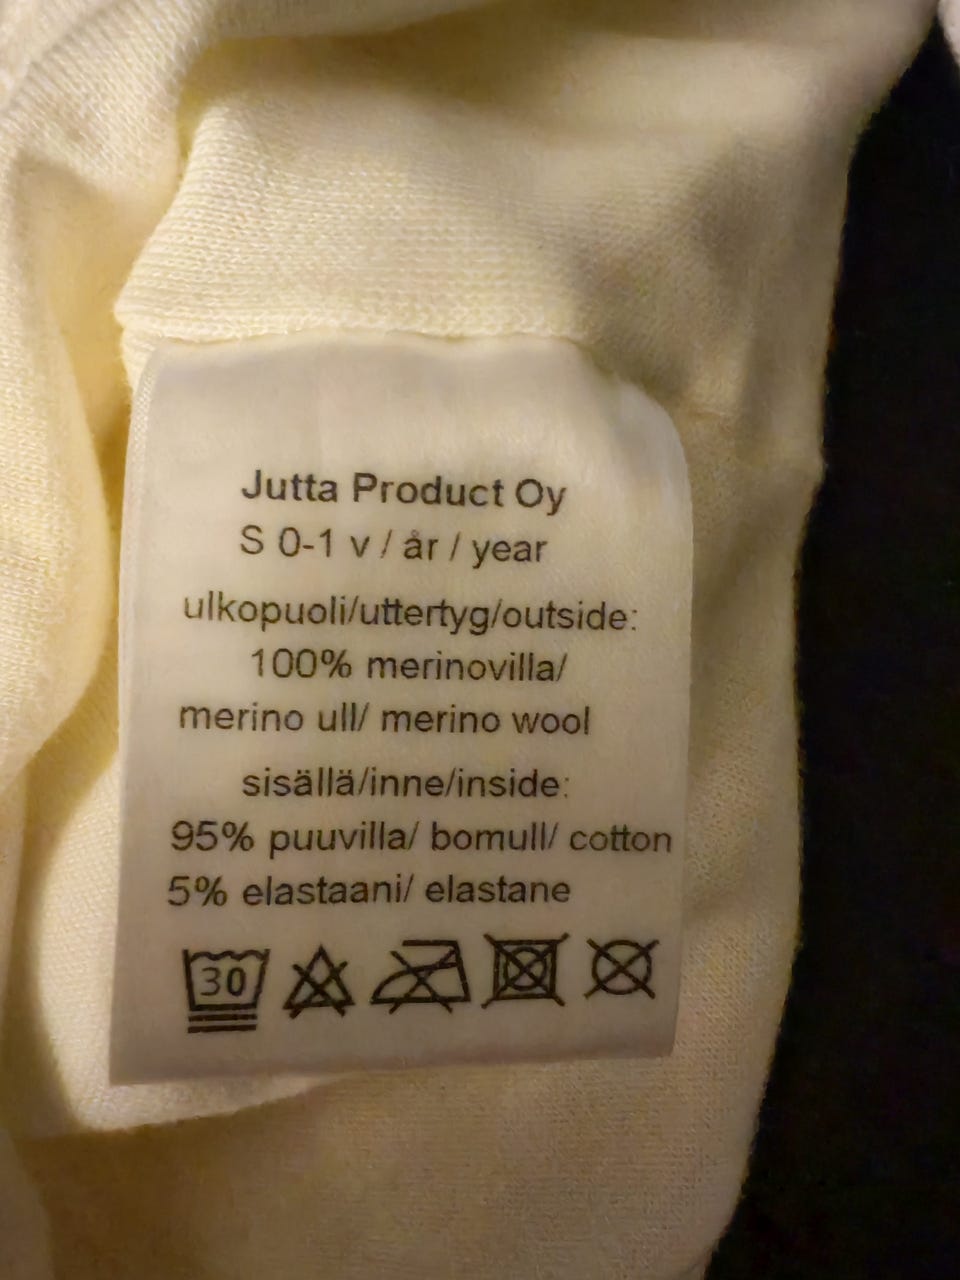 Jutta Product Oy
S 0-1 v / år / year
ulkopuoli/uttertyg/outside:
100% merinovilla/
merino ull/ merino wool
sisällä/inne/inside:
95% puuvilla/ bomull/ cotton
5% elastaani/ elastane
30